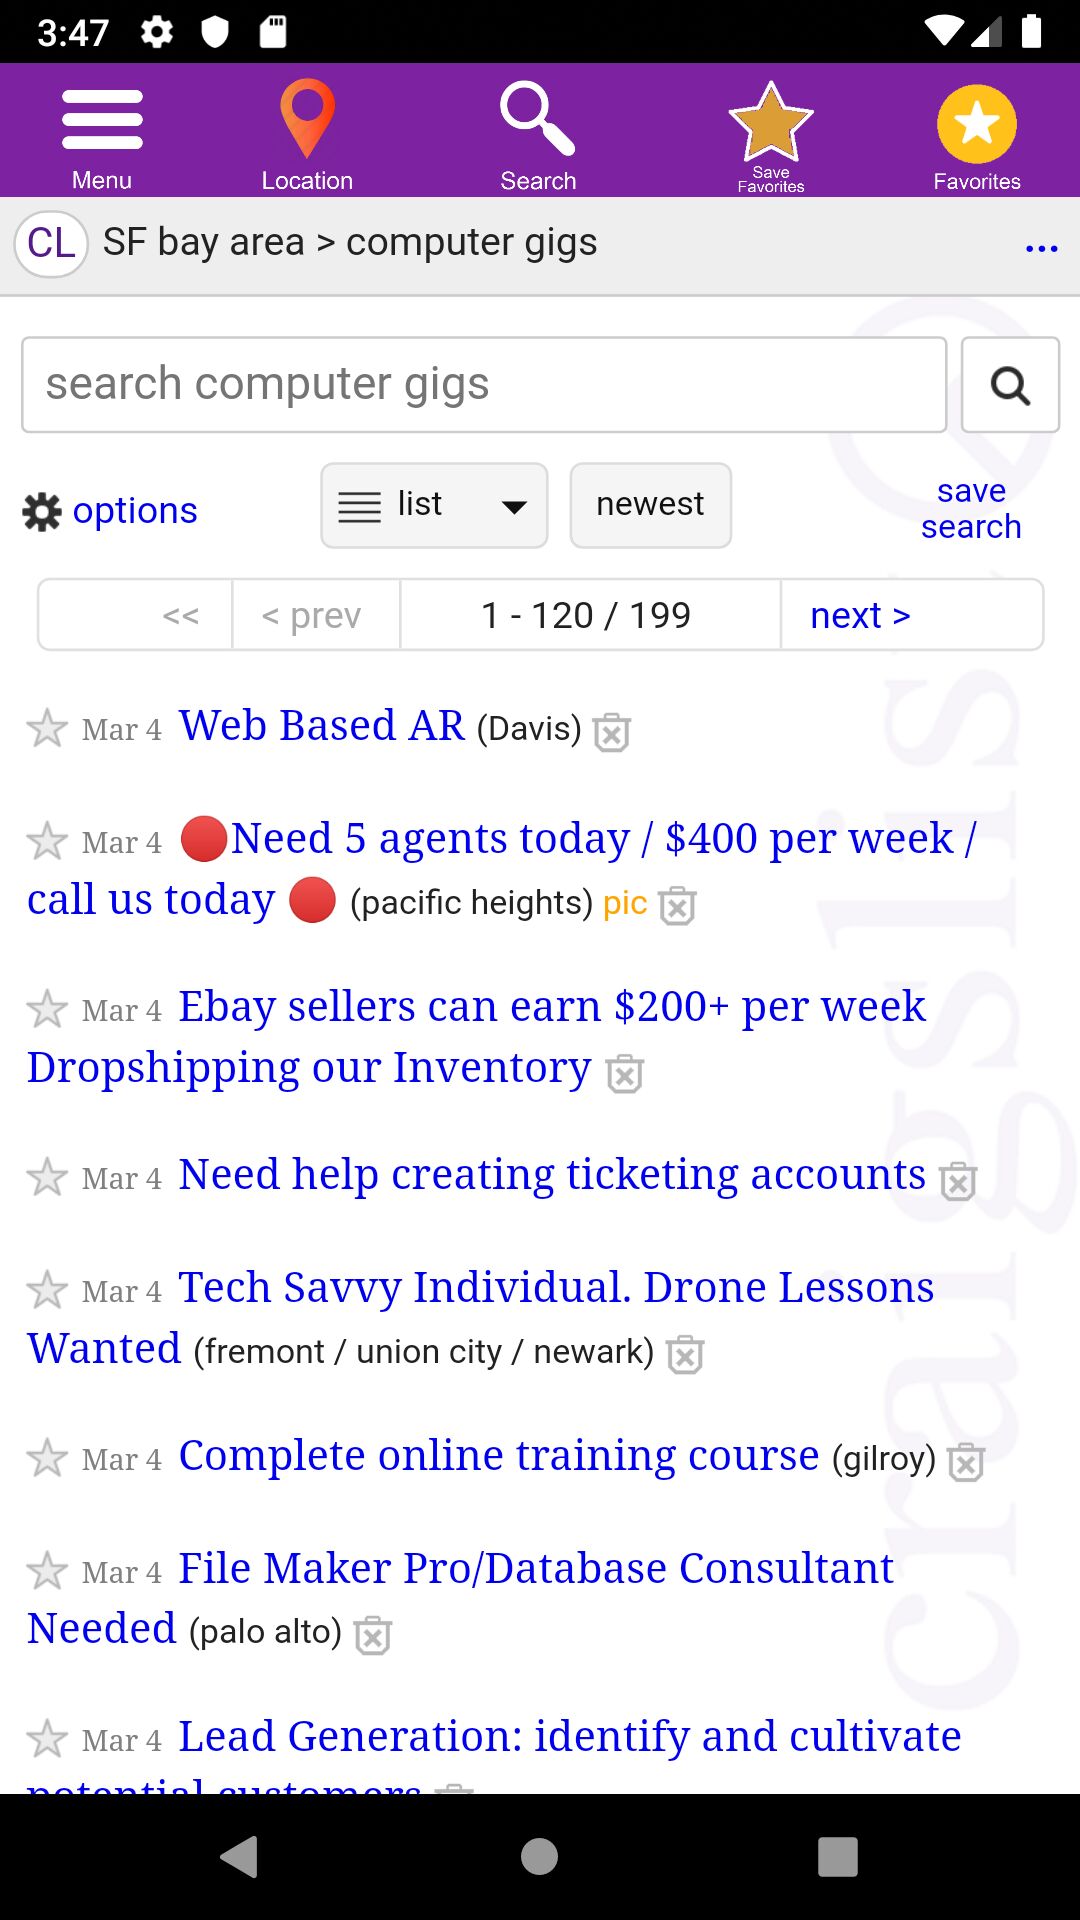 3:47
Menu
Location
Search
Save
Favorites
Favorites
CL SF bay area > computer gigs ...
search computer gigs
options
list
newest
save
search
<<
< prev
1 - 120 / 199
next >
Mar 4 Web Based AR (Davis)
Mar 4 🔴Need 5 agents today / $400 per week /
call us today 🔴 (pacific heights) pic
Mar 4 Ebay sellers can earn $200+ per week
Dropshipping our Inventory
Mar 4 Need help creating ticketing accounts
Mar 4 Tech Savvy Individual. Drone Lessons
Wanted (fremont / union city / newark)
Mar 4 Complete online training course (gilroy)
Mar 4 File Maker Pro/Database Consultant
Needed (palo alto)
Mar 4 Lead Generation: identify and cultivate
potential customers
craigslis